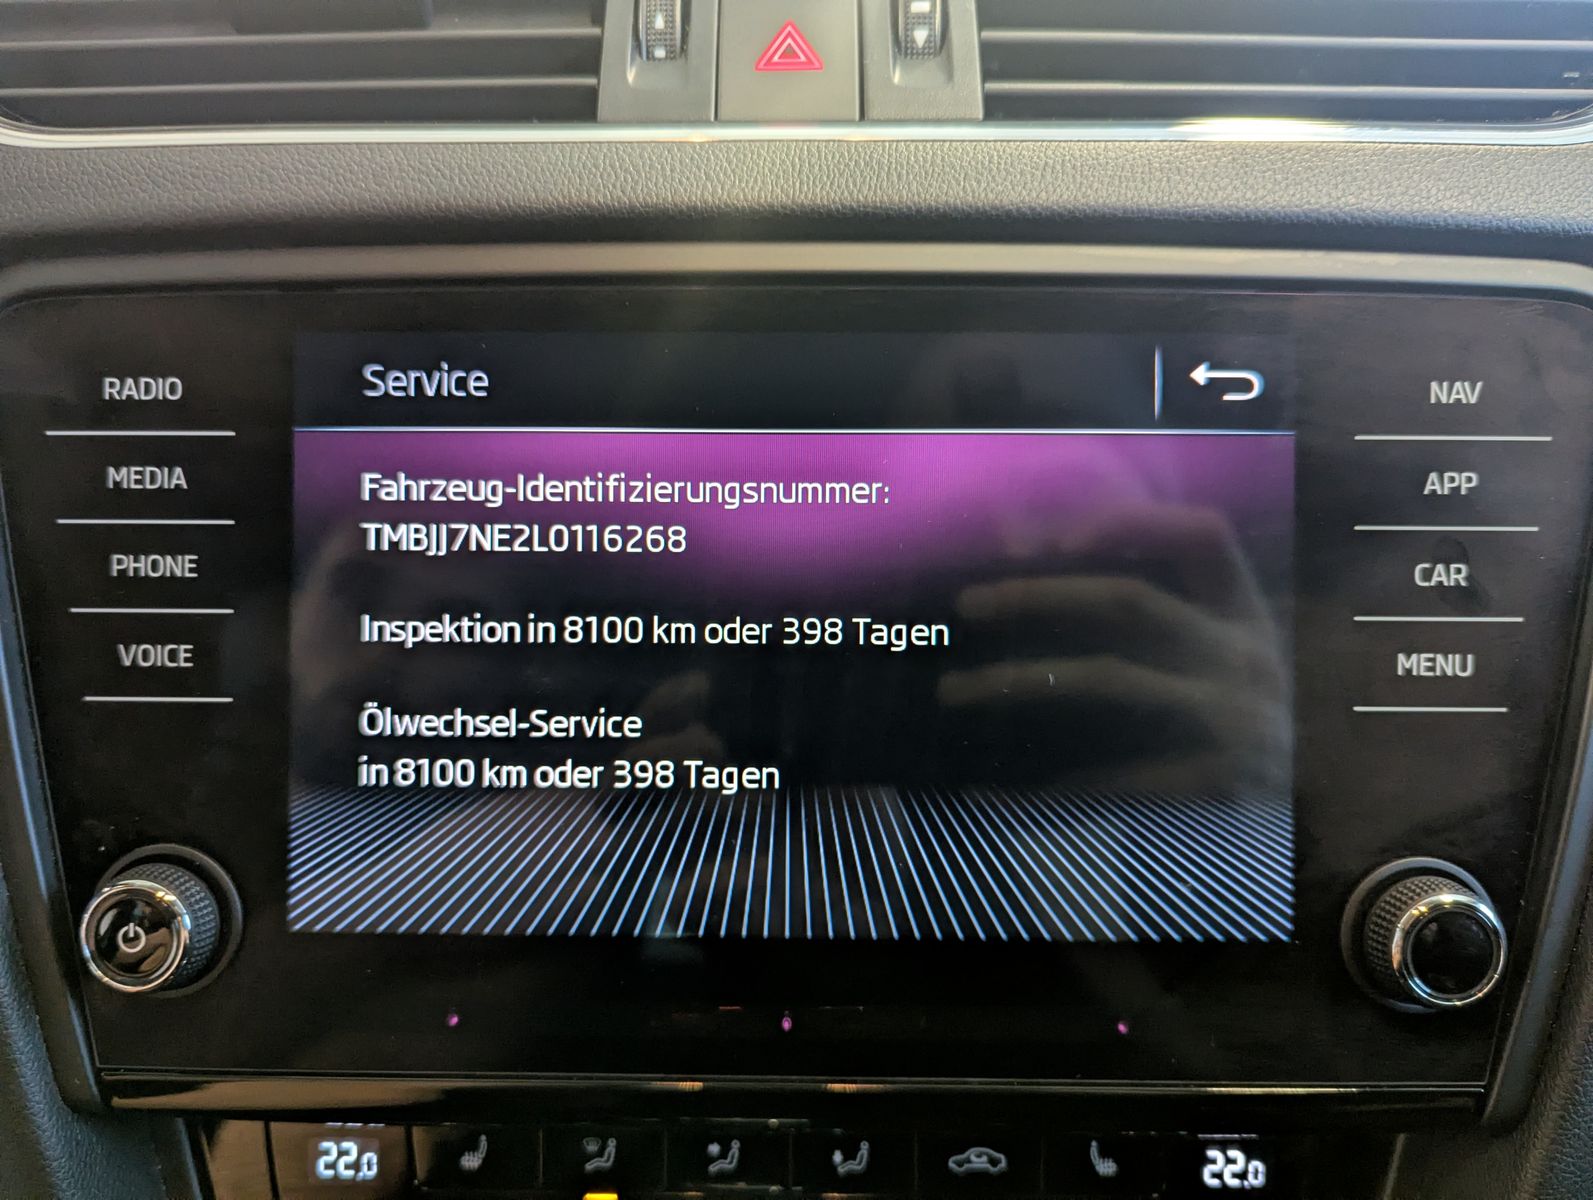 Service
RADIO
MEDIA
PHONE
VOICE
Fahrzeug-Identifizierungsnummer:
TMBJJ7NE2L0116268
Inspektion in 8100 km oder 398 Tagen
Ölwechsel-Service
in 8100 km oder 398 Tagen
NAV
APP
CAR
MENU
22,0
22,0